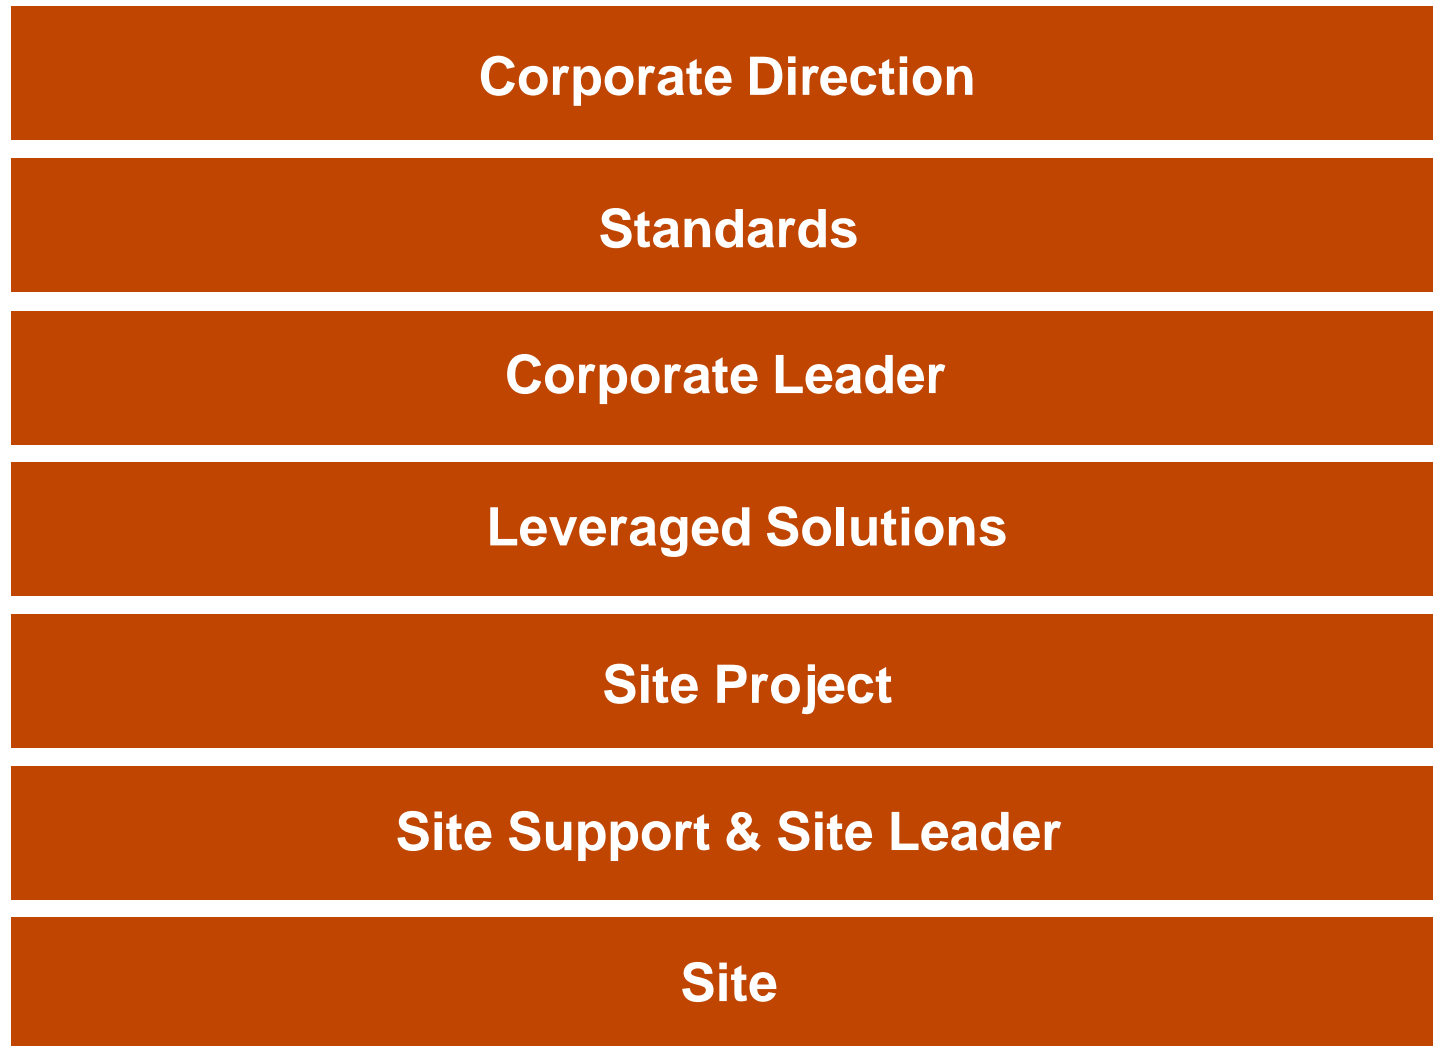 Corporate Direction
Standards
Corporate Leader
Leveraged Solutions
Site Project
Site Support & Site Leader
Site